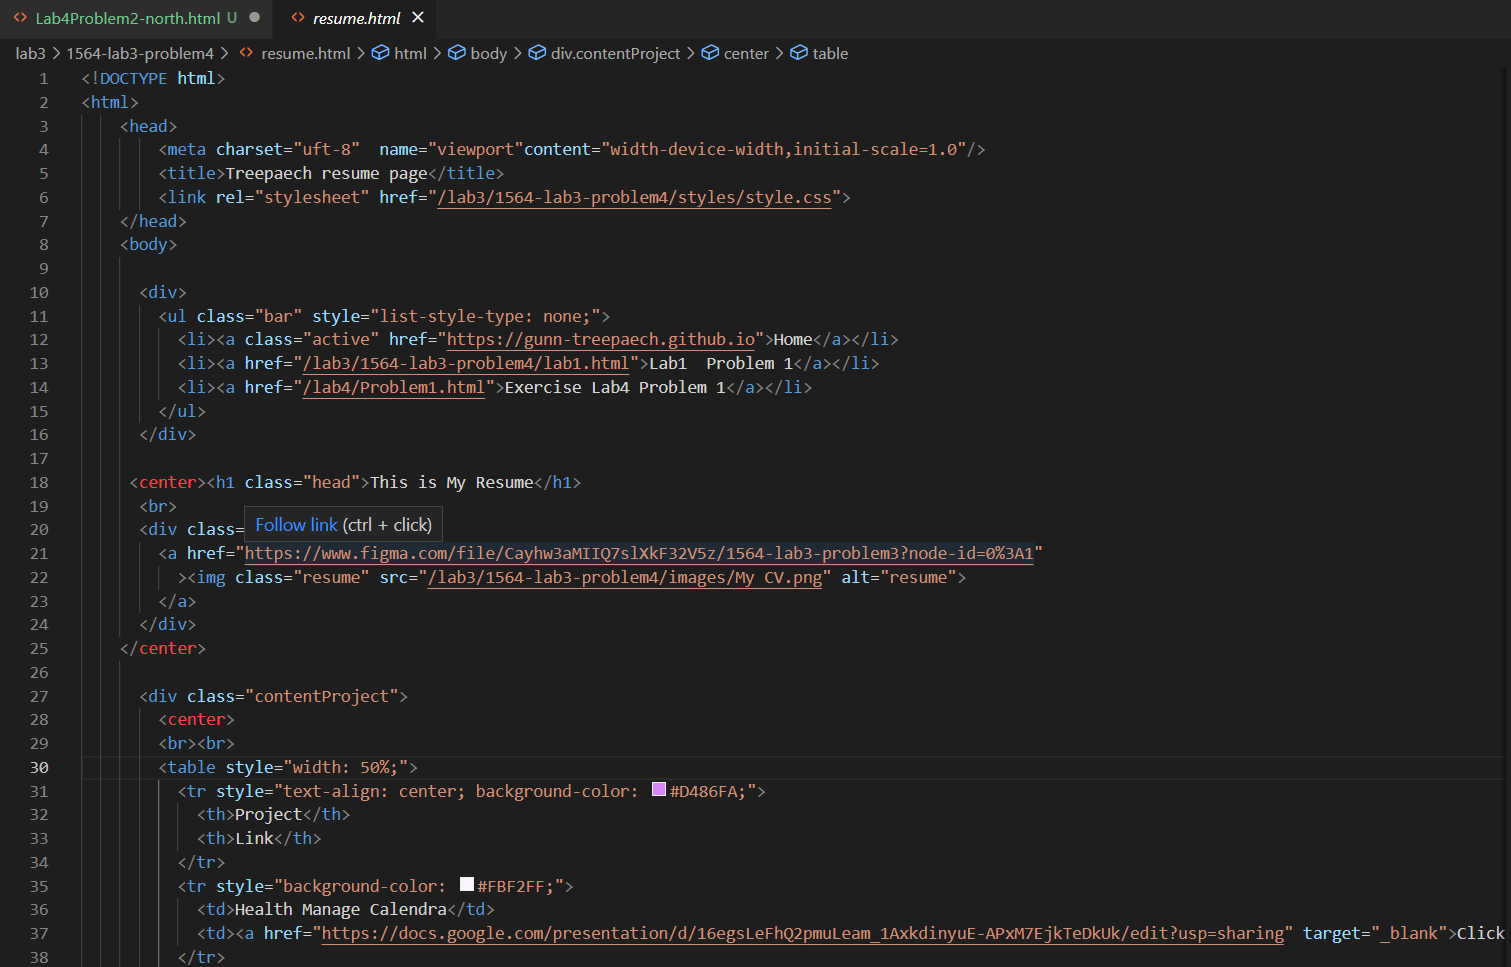 Lab4Problem2-north.html U
resume.html
lab3 > 1564-lab3-problem4 > resume.html > html > body > div.contentProject > center > table
1 <!DOCTYPE html>
2 <html>
3 <head>
4 <meta charset="uft-8"  name="viewport"content="width-device-width,initial-scale=1.0"/>
5 <title>Treepaech resume page</title>
6 <link rel="stylesheet" href="/lab3/1564-lab3-problem4/styles/style.css">
7 </head>
8 <body>
9
10 <div>
11 <ul class="bar" style="list-style-type: none;">
12 <li><a class="active" href="https://gunn-treepaech.github.io">Home</a></li>
13 <li><a href="/lab3/1564-lab3-problem4/lab1.html">Lab1  Problem 1</a></li>
14 <li><a href="/lab4/Problem1.html">Exercise Lab4 Problem 1</a></li>
15 </ul>
16 </div>
17
18 <center><h1 class="head">This is My Resume</h1>
19 <br>
20 <div class=
Follow link (ctrl + click)
21 <a href="https://www.figma.com/file/Cayhw3aMIIQ7slXkF32V5z/1564-lab3-problem3?node-id=0%3A1"
22 ><img class="resume" src="/lab3/1564-lab3-problem4/images/My CV.png" alt="resume">
23 </a>
24 </div>
25 </center>
26
27 <div class="contentProject">
28 <center>
29 <br><br>
30 <table style="width: 50%;">
31 <tr style="text-align: center; background-color: #D486FA;">
32 <th>Project</th>
33 <th>Link</th>
34 </tr>
35 <tr style="background-color: #FBF2FF;">
36 <td>Health Manage Calendra</td>
37 <td><a href="https://docs.google.com/presentation/d/16egsLeFhQ2pmuLeam_1AxkdinyuE-APxM7EjkTeDkUk/edit?usp=sharing" target="_blank">Click
38 </tr>